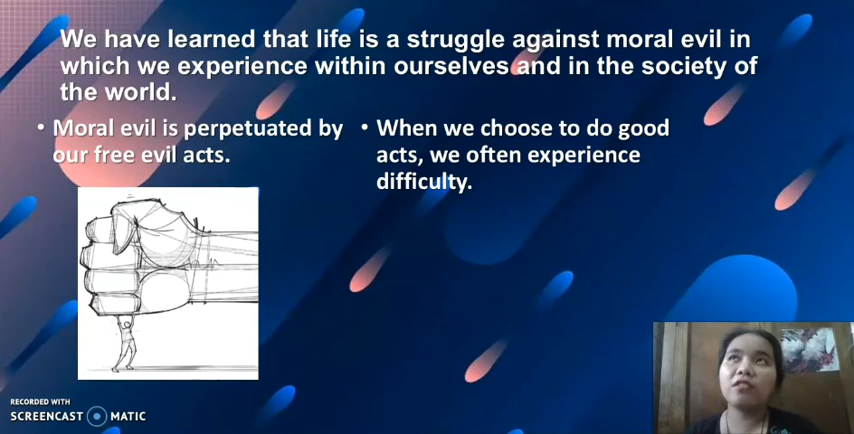 We have learned that life is a struggle against moral evil in
which we experience within ourselves and in the society of
the world.
• Moral evil is perpetuated by
our free evil acts.
• When we choose to do good
acts, we often experience
difficulty.
RECORDED WITH
SCREENCAST MATIC